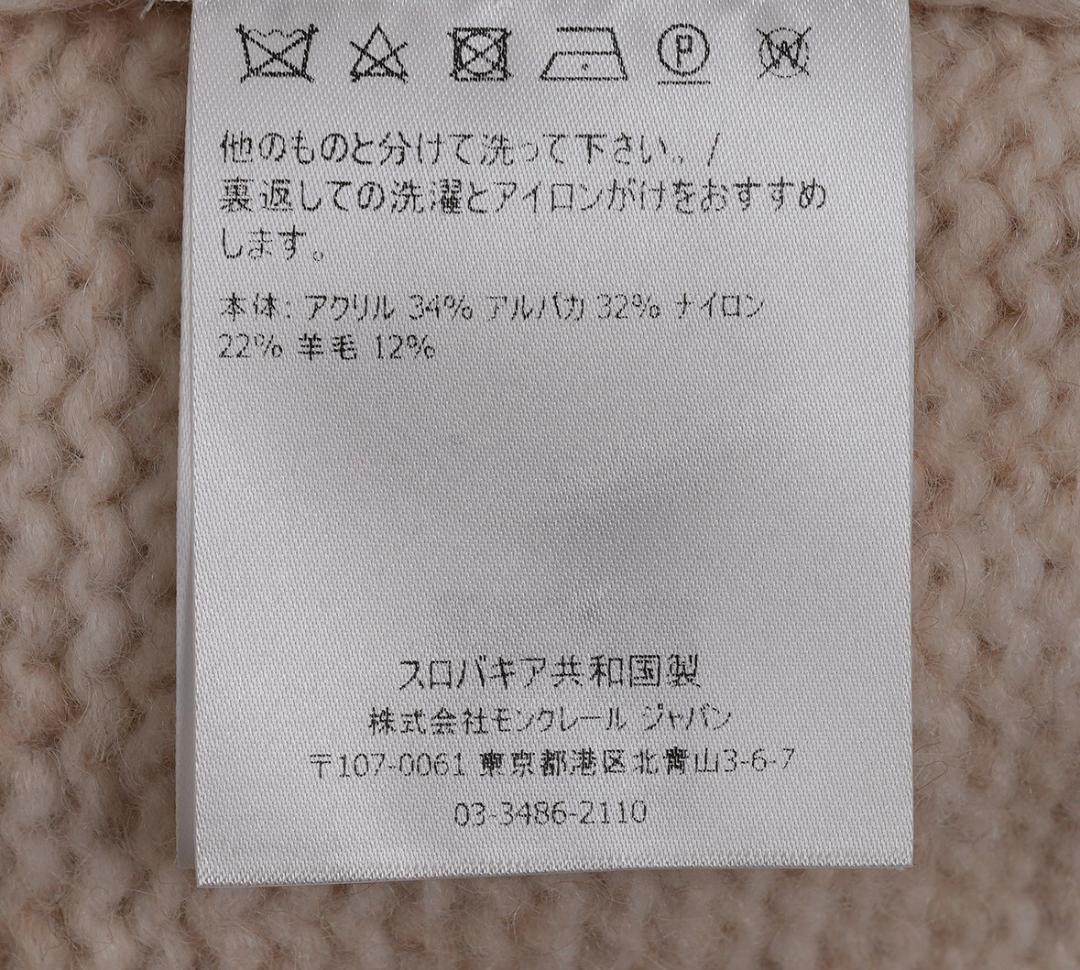 P W
他のものと分けて洗って下さい。/
裏返しての洗濯とアイロンがけをおすすめ
します。
本体: アクリル 34% アルパカ 32% ナイロン
22% 羊毛 12%
スロバキア共和国製
株式会社モンクレール ジャパン
〒107-0061 東京都港区北青山3-6-7
03-3486-2110